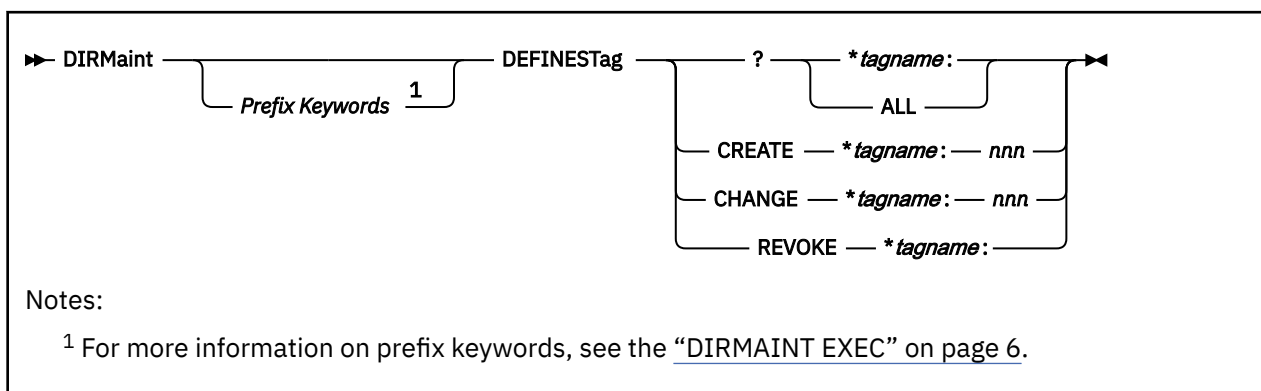 DIRMaint DEFINESTag ? *tagname:
Prefix Keywords 1
ALL
CREATE *tagname: nnn
CHANGE *tagname: nnn
REVOKE *tagname:
Notes:
1 For more information on prefix keywords, see the “DIRMAINT EXEC” on page 6.